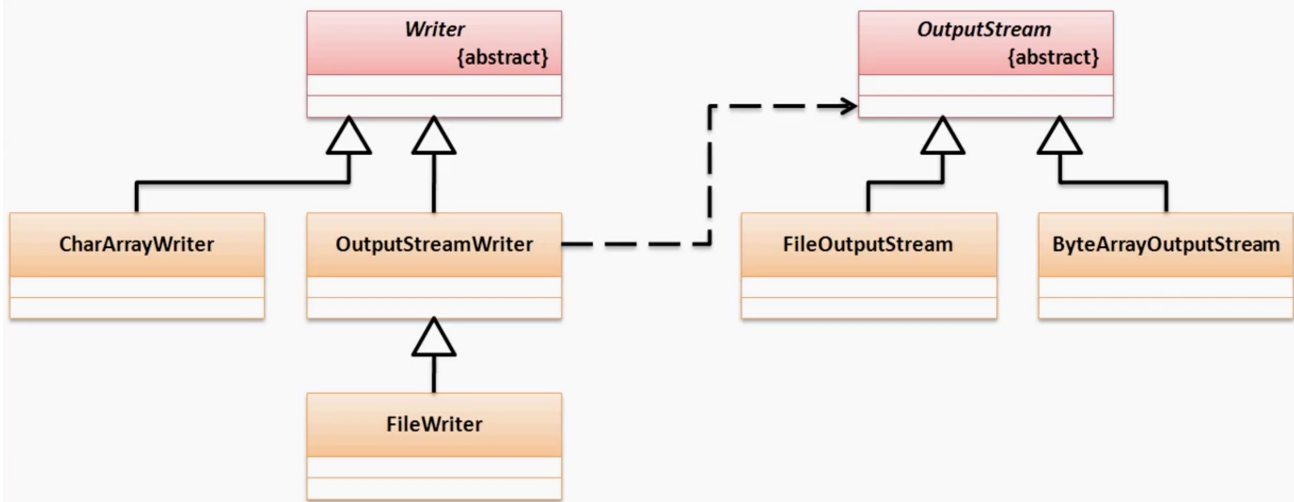 Writer
{abstract}
OutputStream
{abstract}
CharArrayWriter
OutputStreamWriter
FileOutputStream
ByteArrayOutputStream
FileWriter